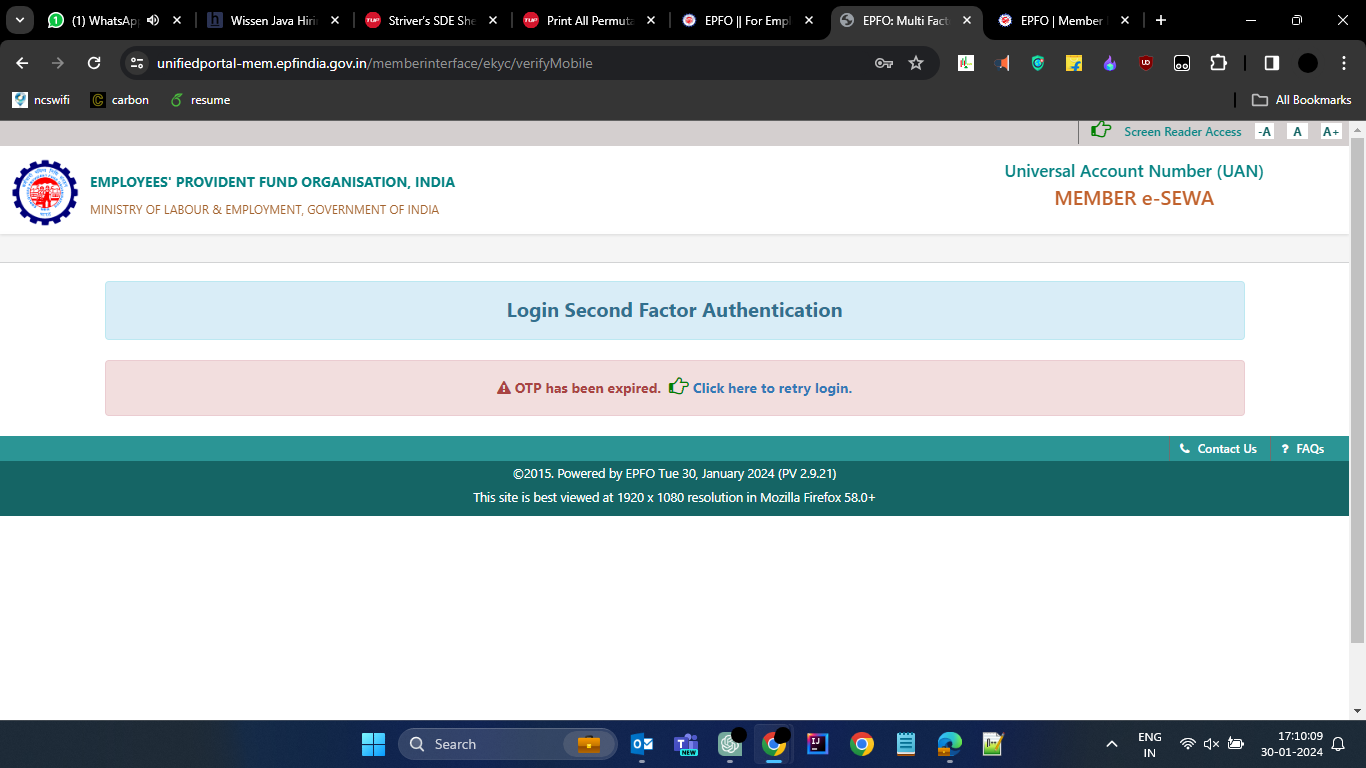 (1) WhatsApp
Wissen Java Hirin
Striver's SDE She
Print All Permuta
EPFO || For Empl
EPFO: Multi Fact
EPFO | Member
unifiedportal-mem.epfindia.gov.in/memberinterface/ekyc/verifyMobile
ncswifi
carbon
resume
All Bookmarks
Screen Reader Access
-A
A
A+
EMPLOYEES' PROVIDENT FUND ORGANISATION, INDIA
MINISTRY OF LABOUR & EMPLOYMENT, GOVERNMENT OF INDIA
Universal Account Number (UAN)
MEMBER e-SEWA
Login Second Factor Authentication
OTP has been expired. Click here to retry login.
Contact Us
? FAQs
©2015. Powered by EPFO Tue 30, January 2024 (PV 2.9.21)
This site is best viewed at 1920 x 1080 resolution in Mozilla Firefox 58.0+
Search
NEW
ENG
IN
17:10:09
30-01-2024